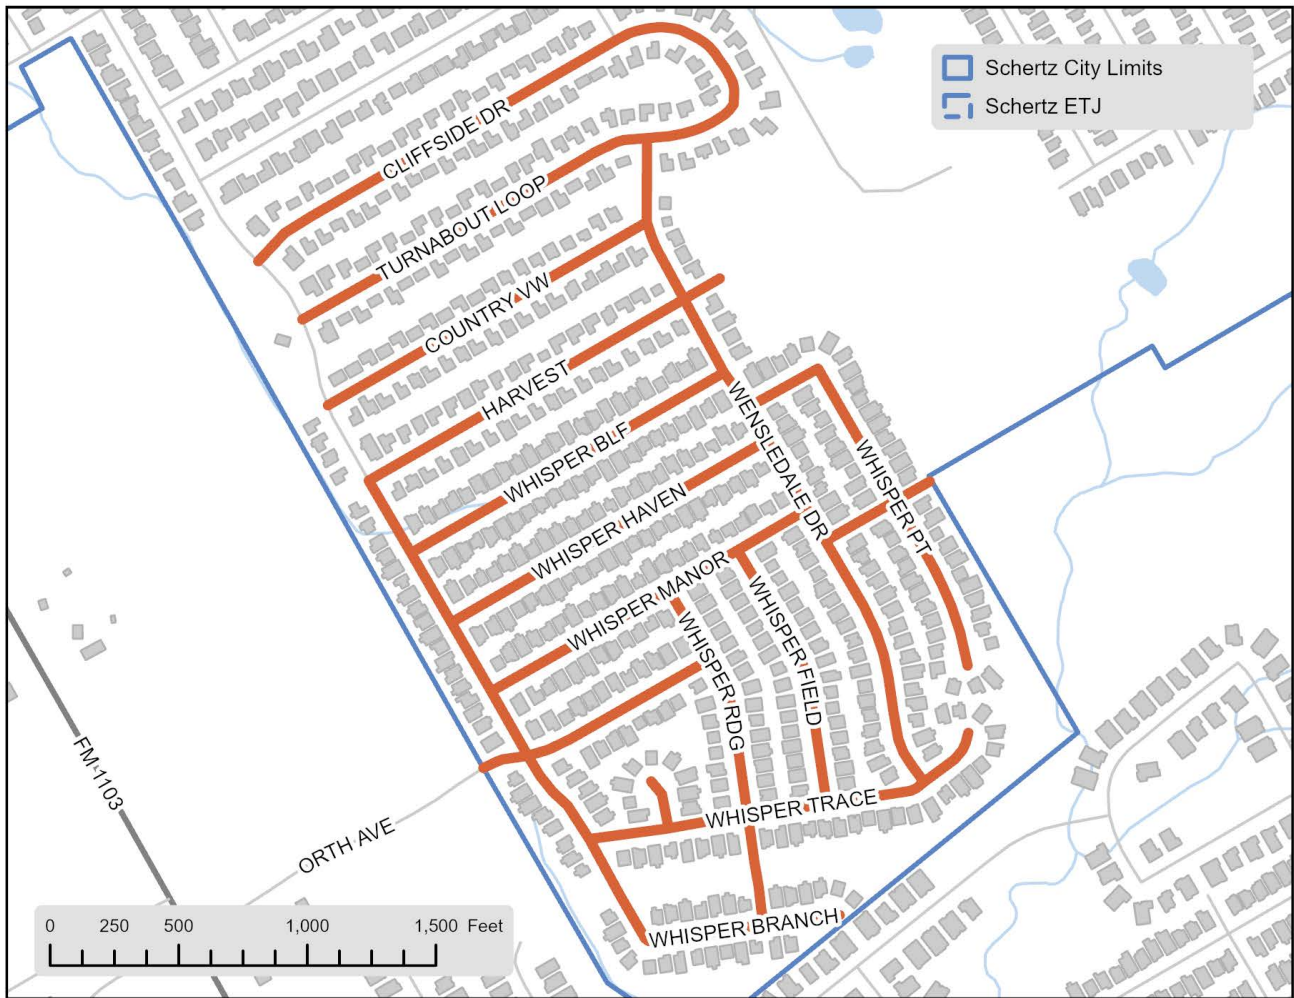 Schertz City Limits
Schertz ETJ
CLIFFSIDE DR
TURNABOUT LOOP
COUNTRY VW
HARVEST
WHISPER BLF
WENSLEDALE DR
WHISPER PT
WHISPER HAVEN
WHISPER MANOR
WHISPER FIELD
WHISPER RDG
FM 1103
WHISPER TRACE
ORTH AVE
WHISPER BRANCH
0 250 500 1,000 1,500 Feet